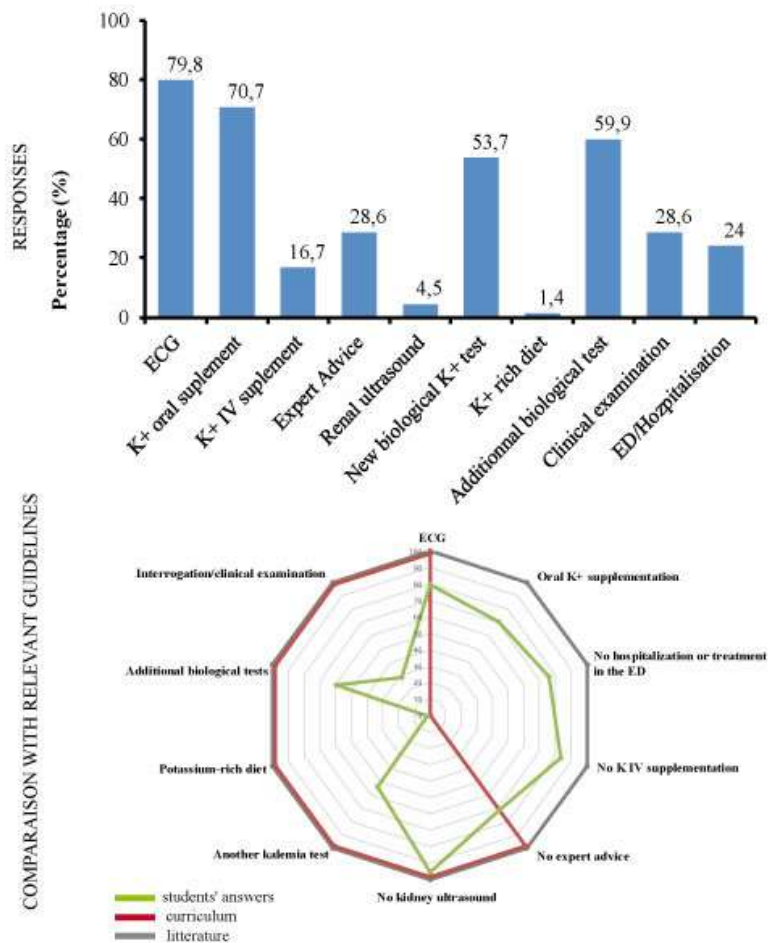 RESPONSES
Percentage (%)
100
80
60
40
20
0
79,8
70,7
16,7
28,6
4,5
53,7
1,4
59,9
28,6
24
ECG
K+ oral suplement
K+ IV suplement
Expert Advice
Renal ultrasound
New biological K+ test
K+ rich diet
Additionnal biological test
Clinical examination
ED/Hozpitalisation
COMPARAISON WITH RELEVANT GUIDELINES
ECG
Oral K+ supplementation
No hospitalization or treatment
in the ED
No K IV supplementation
No expert advice
No kidney ultrasound
Another kalemia test
Potassium-rich diet
Additional biological tests
Interrogation/clinical examination
students' answers
curriculum
litterature